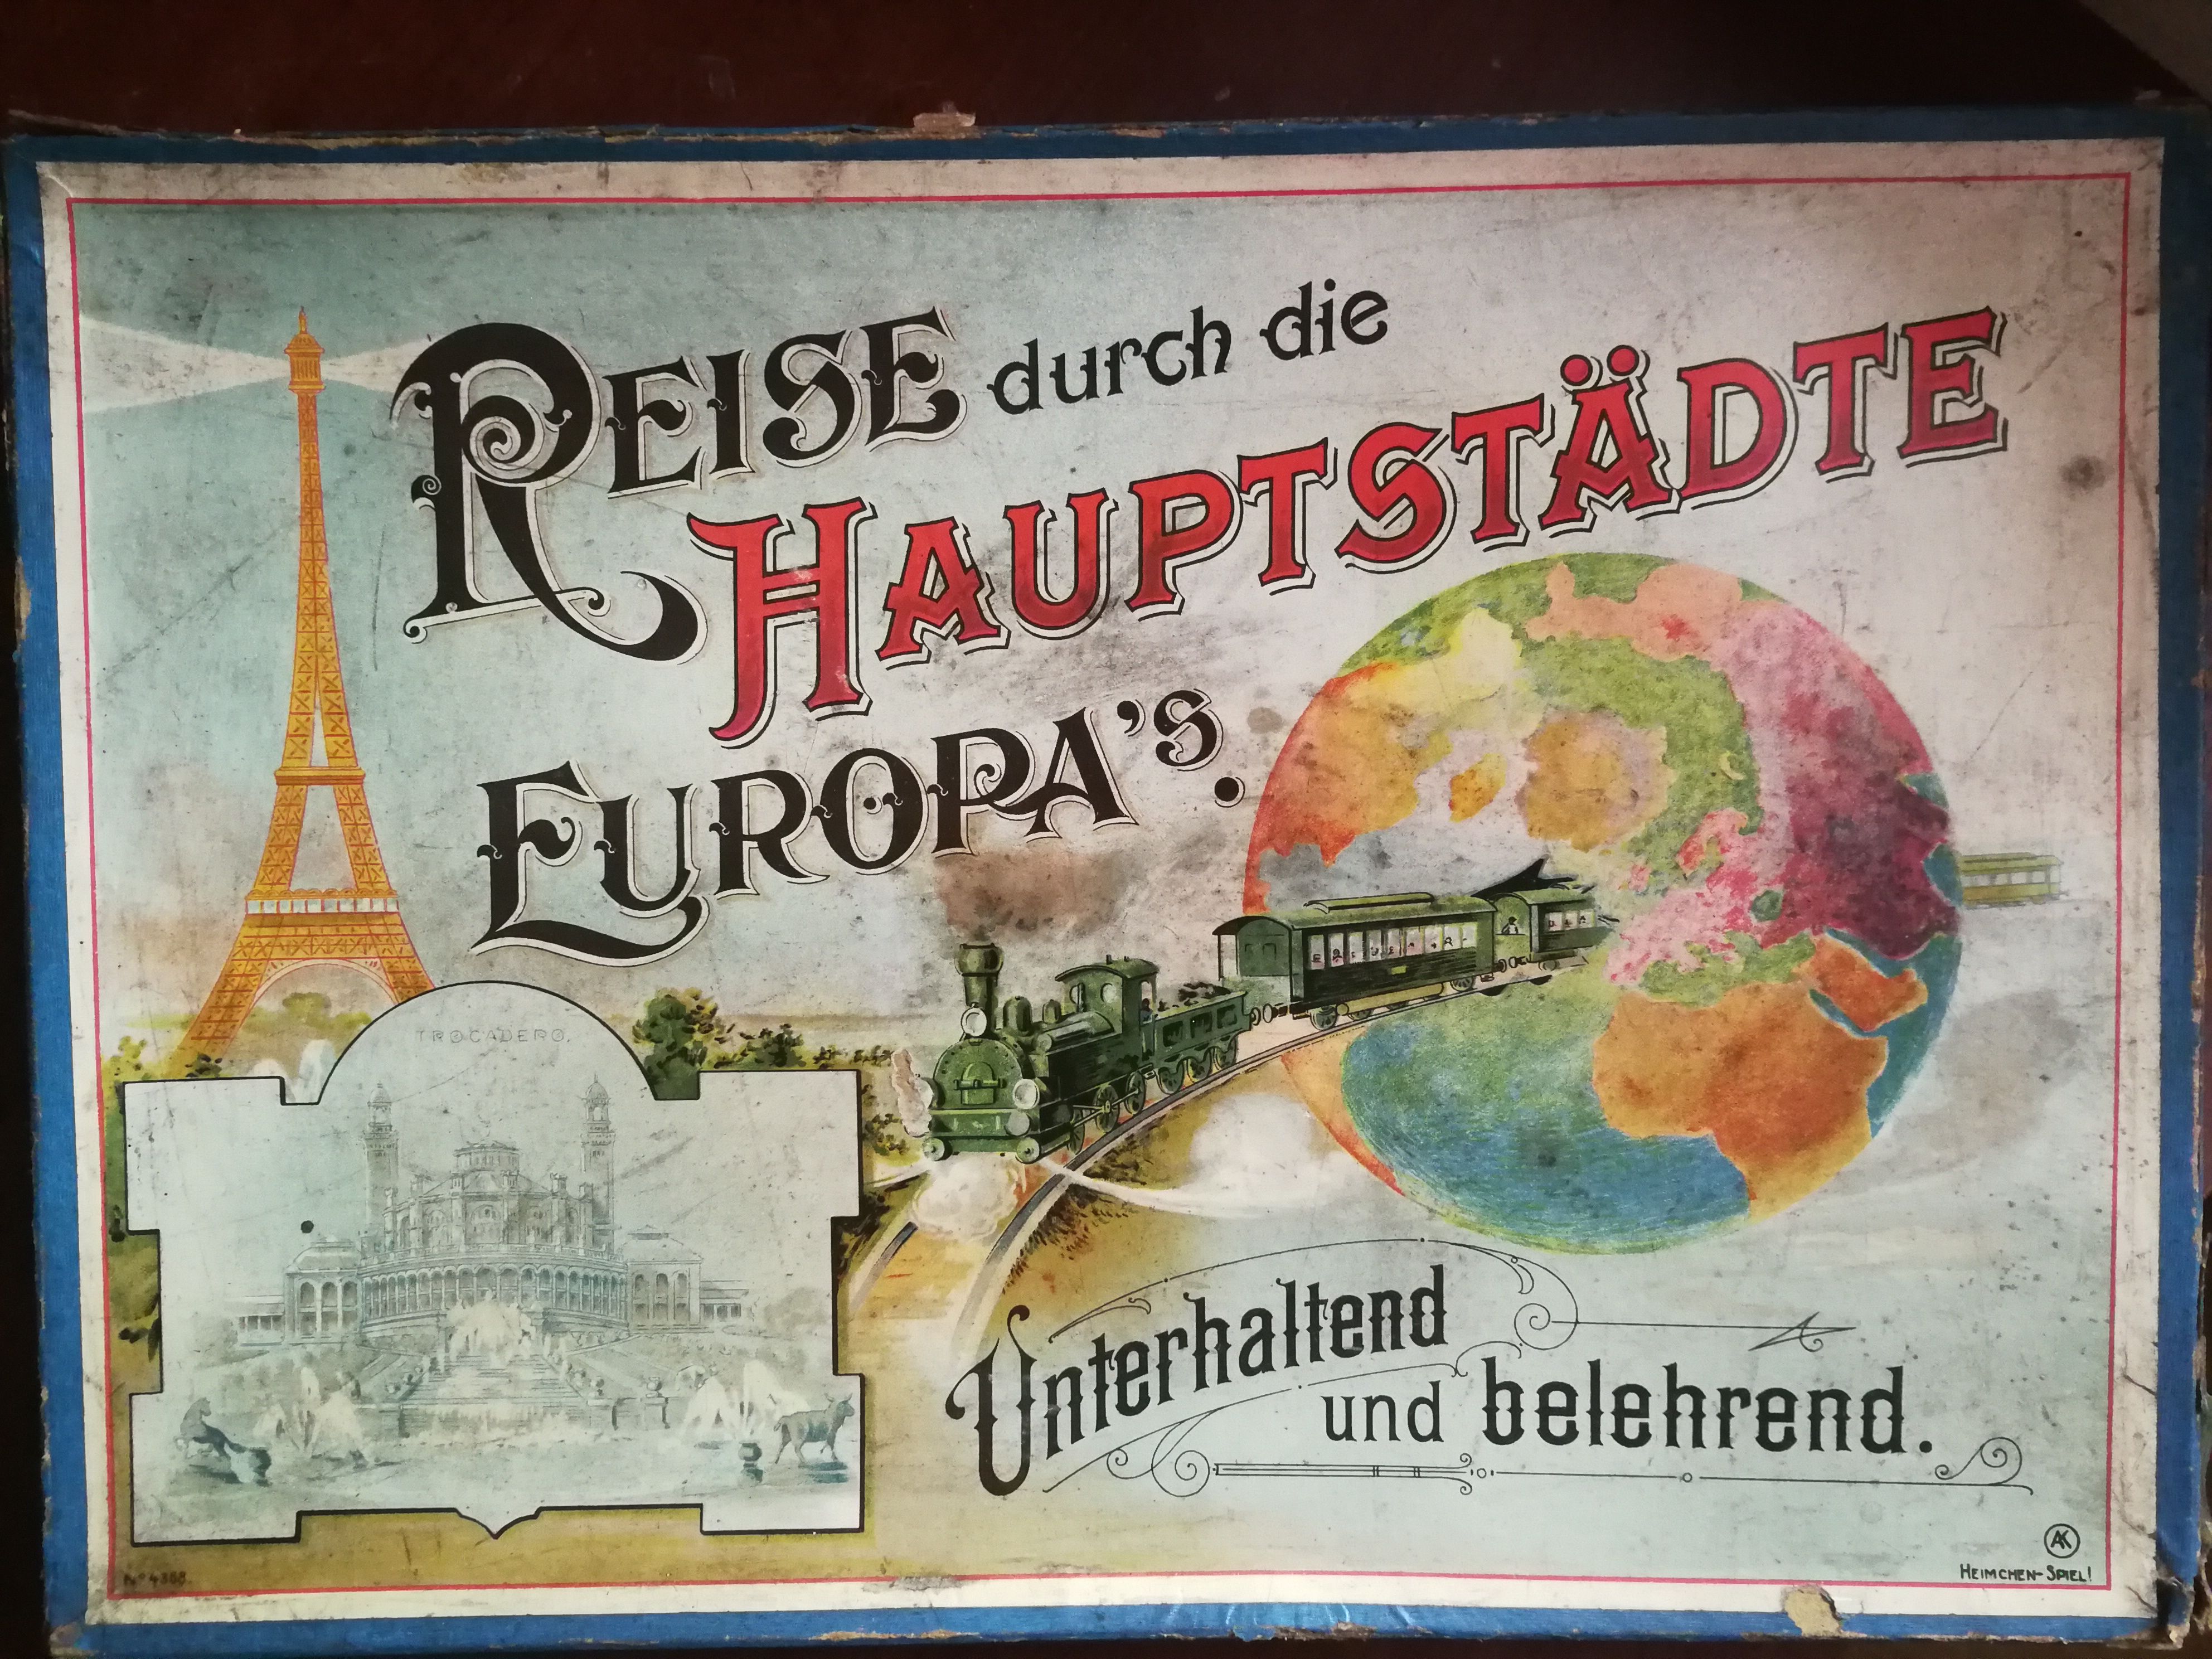 REISE durch die
HAUPTSTÄDTE
EUROPA'S.
TROCADERO.
Unterhaltend
und belehrend.
AK
HEIMCHEN-SPIEL!